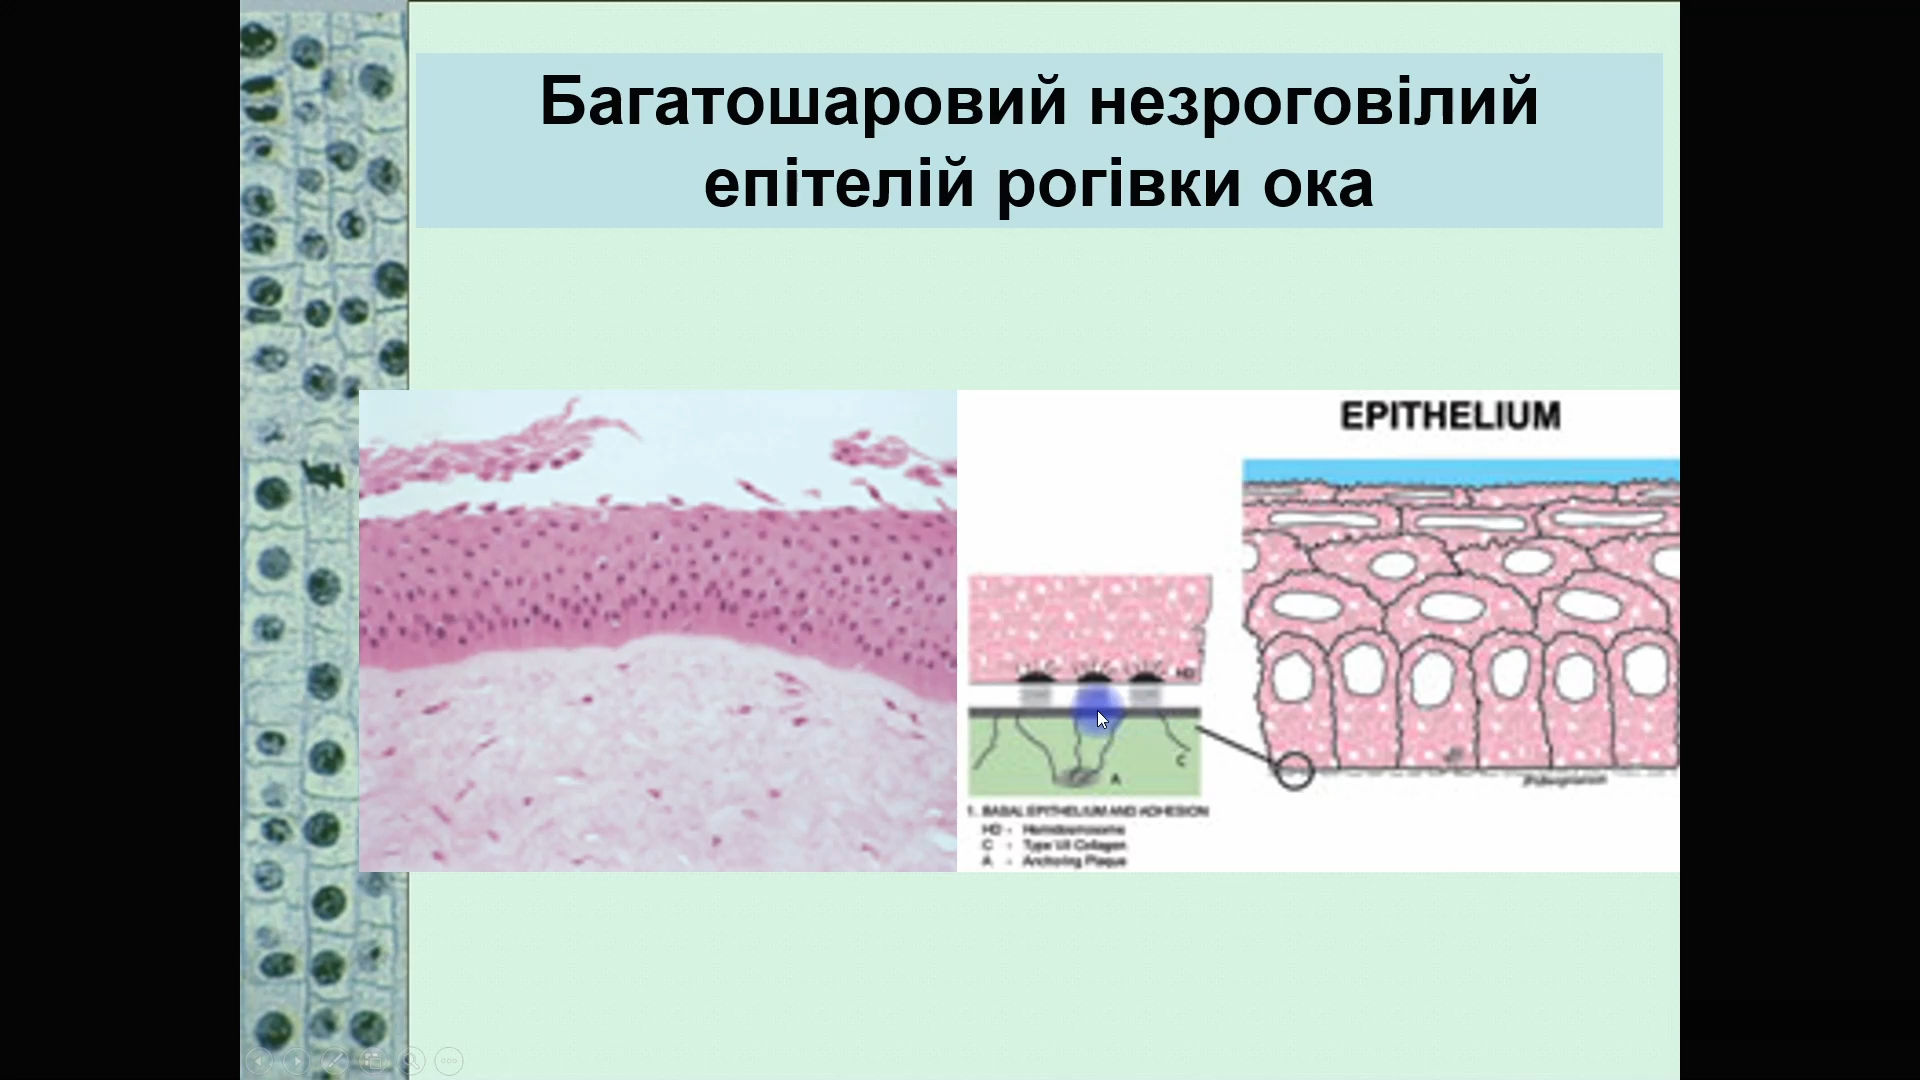 Багатошаровий незроговілий
епітелій рогівки ока
EPITHELIUM
HD
C
A
1. BASAL EPITHELIUM AND ADHESION
HD - Hemidesmosome
C - Type VII Collagen
A - Anchoring Plaque